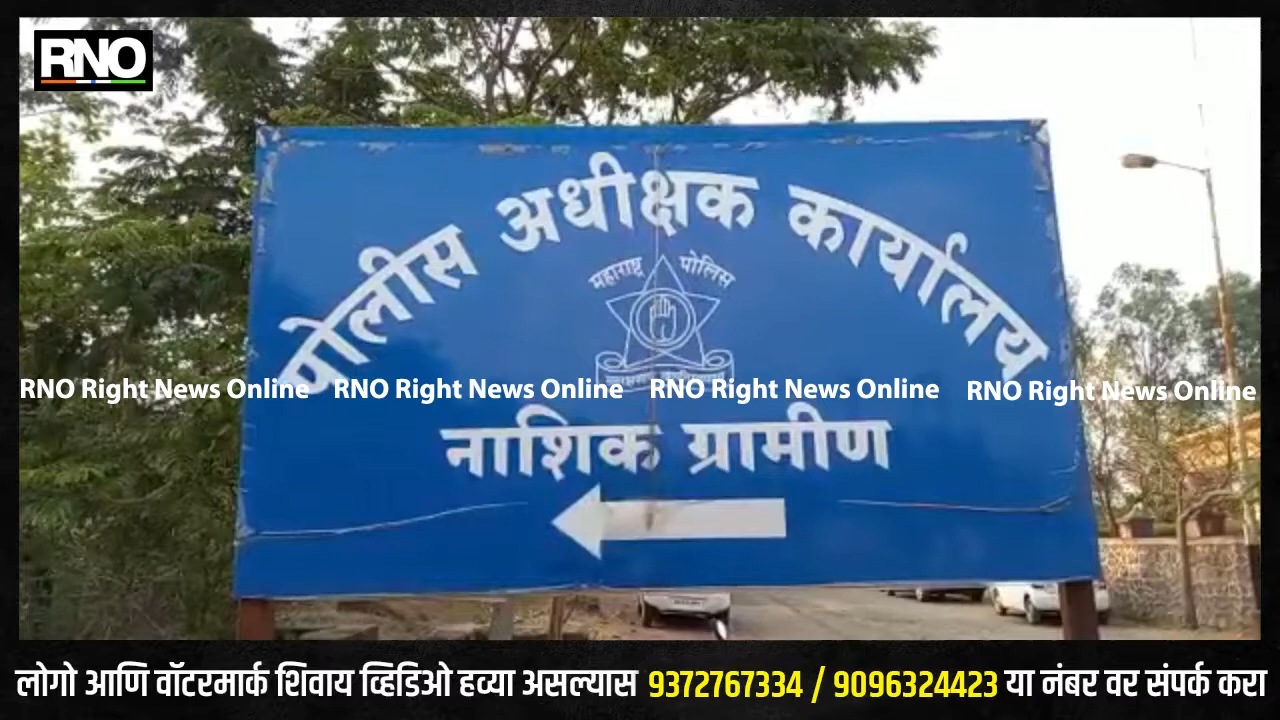 RNO
पोलीस अधीक्षक कार्यालय
महाराष्ट्र पोलिस
RNO Right News Online RNO Right News Online RNO Right News Online RNO Right News Online
नाशिक ग्रामीण
लोगो आणि वॉटरमार्क शिवाय व्हिडिओ हव्या असल्यास 9372767334 / 9096324423 या नंबर वर संपर्क करा